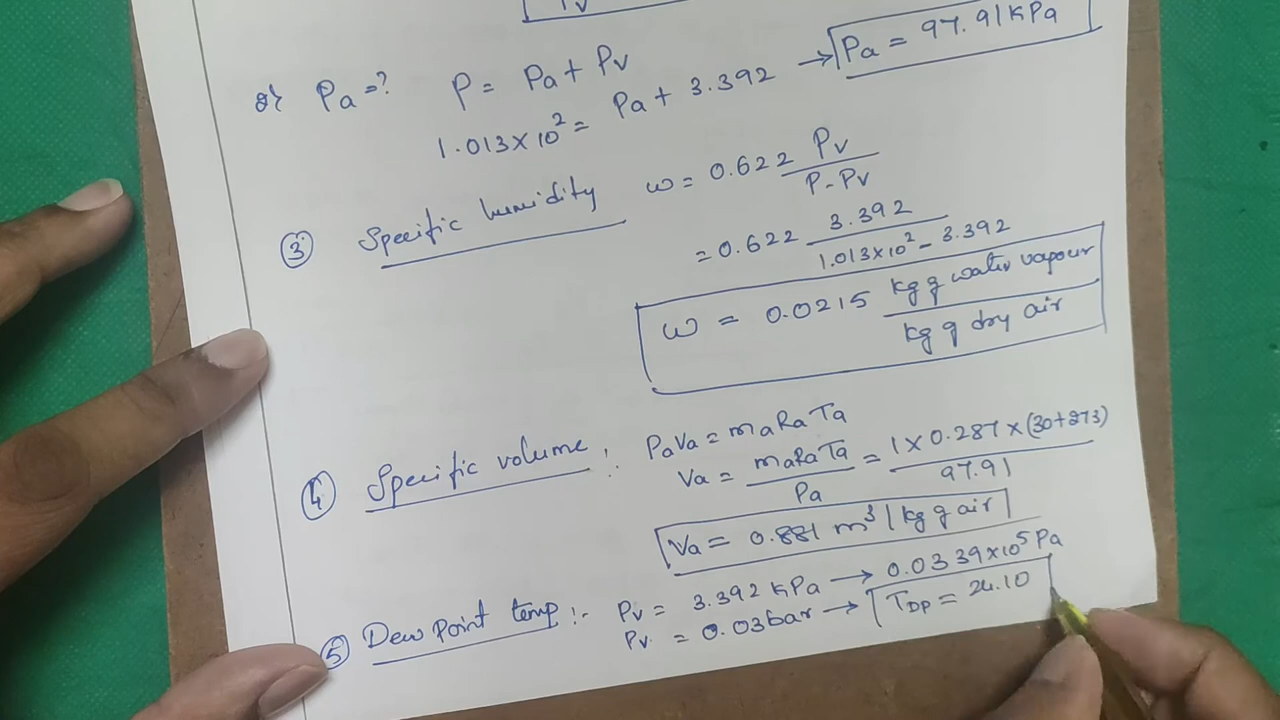 Pv
2) Pa=? P = Pa + Pv
1.013×10² = Pa + 3.392 → Pa = 97.91 KPa
③ Specific humidity ω = 0.622 Pv / P-Pv
= 0.622 3.392 / 1.013×10² - 3.392
ω = 0.0215 kg g water vapour / kg g dry air
④ Specific volume : PaVa = maRaTa
Va = maRaTa / Pa = 1 × 0.287 × (30+273) / 97.91
Va = 0.881 m³ / kg g air
⑤ Dew point temp :- Pv = 3.392 KPa → 0.0339×10⁵ Pa
Pv = 0.03 bar → TDP = 24.10